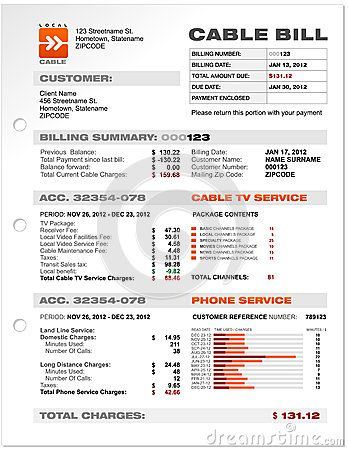 LOCAL
CABLE
123 Streetname St.
Hometown, Statename
ZIPCODE
CABLE BILL
BILLING NUMBER: 000123
BILLING DATE: JAN 13, 2012
TOTAL AMOUNT DUE: $131.12
DUE DATE: JAN 30, 2012
PAYMENT ENCLOSED
Please return this portion with your payment
CUSTOMER:
Client Name
456 Streetname St.
Hometown, Statename
ZIPCODE
BILLING SUMMARY: 000123
Previous Balance: $ 130.22
Total Payment since last bill: $ -130.22
Balance forward: $ 0.00
Total Current Cable Charges: $ 159.68
Billing Date: JAN 17, 2012
Customer Name: NAME SURNAME
Customer Number: 000123
Mailing Zip Code: ZIPCODE
ACC. 32354-078 CABLE TV SERVICE
PERIOD: NOV 26, 2012 - DEC 23, 2012
TV Package:
Receiver Fee: $ 47.30
Local Video Facilities Fee: $ 30.61
Local Video Service Fee: $ 4.58
Cable Maintenance Fee: $ 4.48
Taxes: $ 11.31
Transit Sales tax: $ 98.28
Local benefit: $ -9.82
Total Cable TV Service Charges: $ 88.46
PACKAGE CONTENTS
BASIC CHANNELS PACKAGE
LOCAL CHANNELS PACKAGE
SPECIALTY PACKAGE
MOVIES CHANNELS PACKAGE
MUSIC CHANNELS PACKAGE
SPORTS CHANNELS PACKAGE
TOTAL CHANNELS: 81
ACC. 32354-078 PHONE SERVICE
PERIOD: NOV 26, 2012 - DEC 23, 2012
Land Line Service:
Domestic Charges: $ 14.95
Minutes Used: 211
Number Of Calls: 38
Long Distance Charges: $ 24.48
Minutes Used: 48
Number Of Calls: 20
Taxes: $ 21.65
Total Phone Service Charges: $ 42.66
CUSTOMER REFERENCE NUMBER: 789123
READ DATE TIME USED / CHARGES MINUTES / $
TOTAL CHARGES: $ 131.12
dreamstime.com